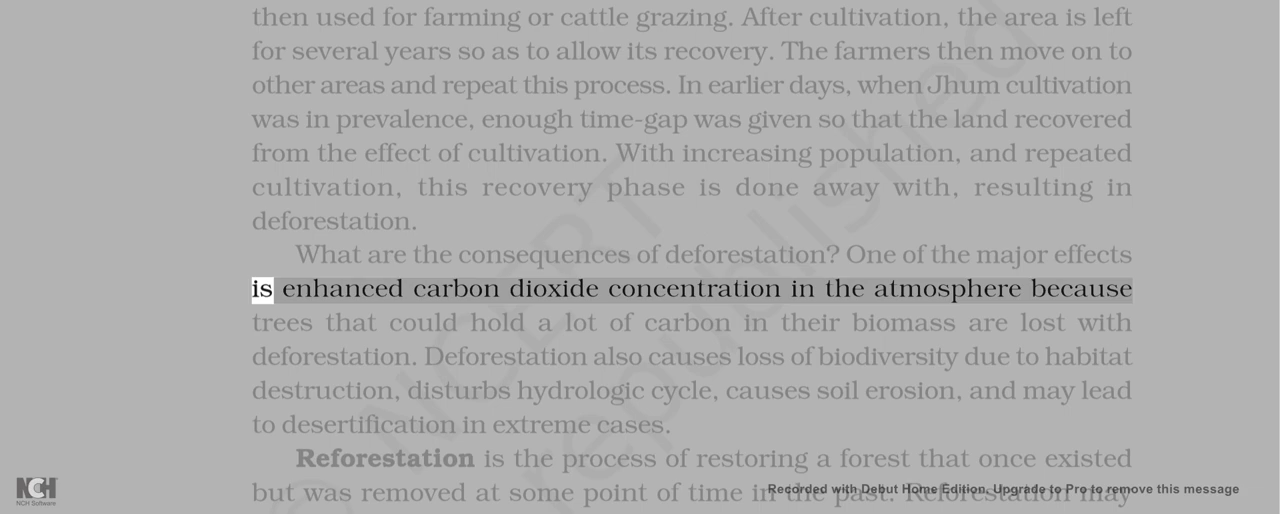 then used for farming or cattle grazing. After cultivation, the area is left
for several years so as to allow its recovery. The farmers then move on to
other areas and repeat this process. In earlier days, when Jhum cultivation
was in prevalence, enough time-gap was given so that the land recovered
from the effect of cultivation. With increasing population, and repeated
cultivation, this recovery phase is done away with, resulting in
deforestation.
What are the consequences of deforestation? One of the major effects
is enhanced carbon dioxide concentration in the atmosphere because
trees that could hold a lot of carbon in their biomass are lost with
deforestation. Deforestation also causes loss of biodiversity due to habitat
destruction, disturbs hydrologic cycle, causes soil erosion, and may lead
to desertification in extreme cases.
Reforestation is the process of restoring a forest that once existed
but was removed at some point of time in the past. Reforestation may
Recorded with Debut Home Edition. Upgrade to Pro to remove this message
NCH
NCH Software
© NCERT
republished